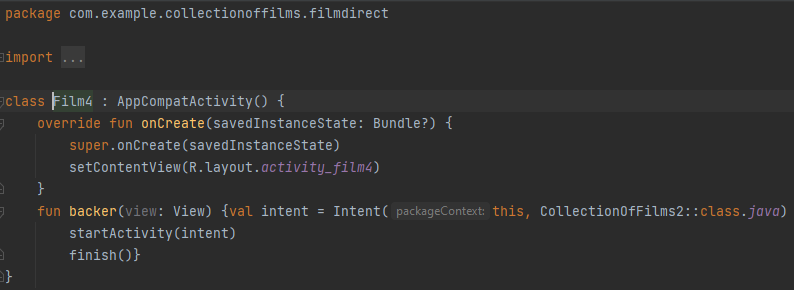 package com.example.collectionoffilms.filmdirect
import ...
class Film4 : AppCompatActivity() {
override fun onCreate(savedInstanceState: Bundle?) {
super.onCreate(savedInstanceState)
setContentView(R.layout.activity_film4)
}
fun backer(view: View) {val intent = Intent( packageContext: this, CollectionOfFilms2::class.java)
startActivity(intent)
finish()}
}